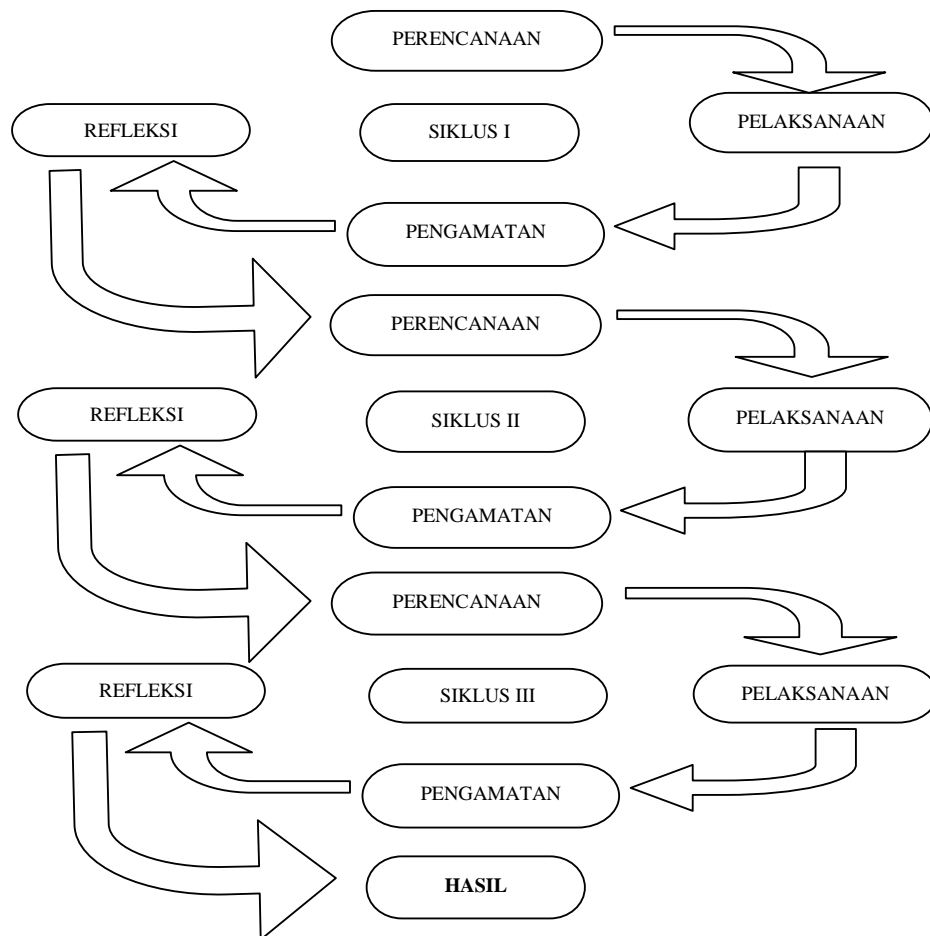 PERENCANAAN
REFLEKSI
SIKLUS I
PELAKSANAAN
PENGAMATAN
PERENCANAAN
REFLEKSI
SIKLUS II
PELAKSANAAN
PENGAMATAN
PERENCANAAN
REFLEKSI
SIKLUS III
PELAKSANAAN
PENGAMATAN
HASIL